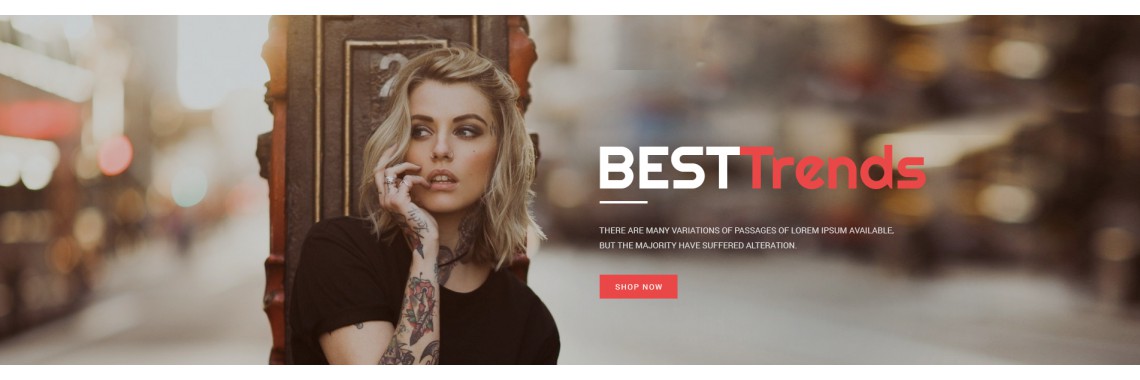 2
BESTTrends
THERE ARE MANY VARIATIONS OF PASSAGES OF LOREM IPSUM AVAILABLE,
BUT THE MAJORITY HAVE SUFFERED ALTERATION.
SHOP NOW